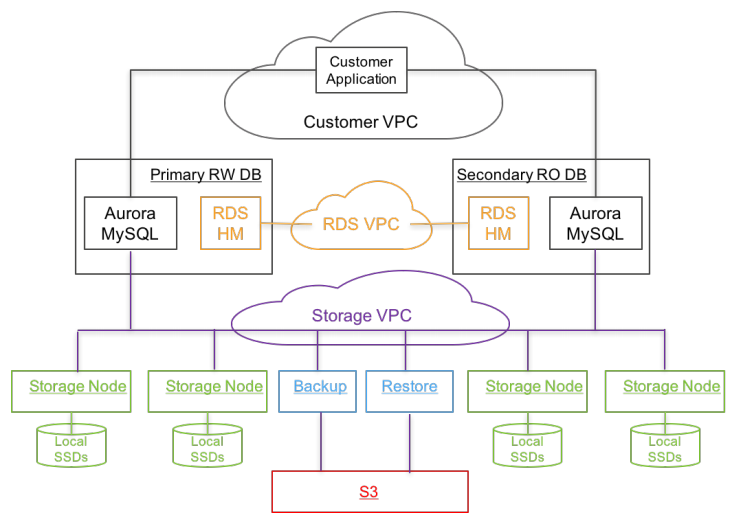 Customer
Application
Customer VPC
Primary RW DB
Secondary RO DB
Aurora
MySQL
RDS
HM
RDS VPC
RDS
HM
Aurora
MySQL
Storage VPC
Storage Node
Storage Node
Backup
Restore
Storage Node
Storage Node
Local
SSDs
Local
SSDs
Local
SSDs
Local
SSDs
S3